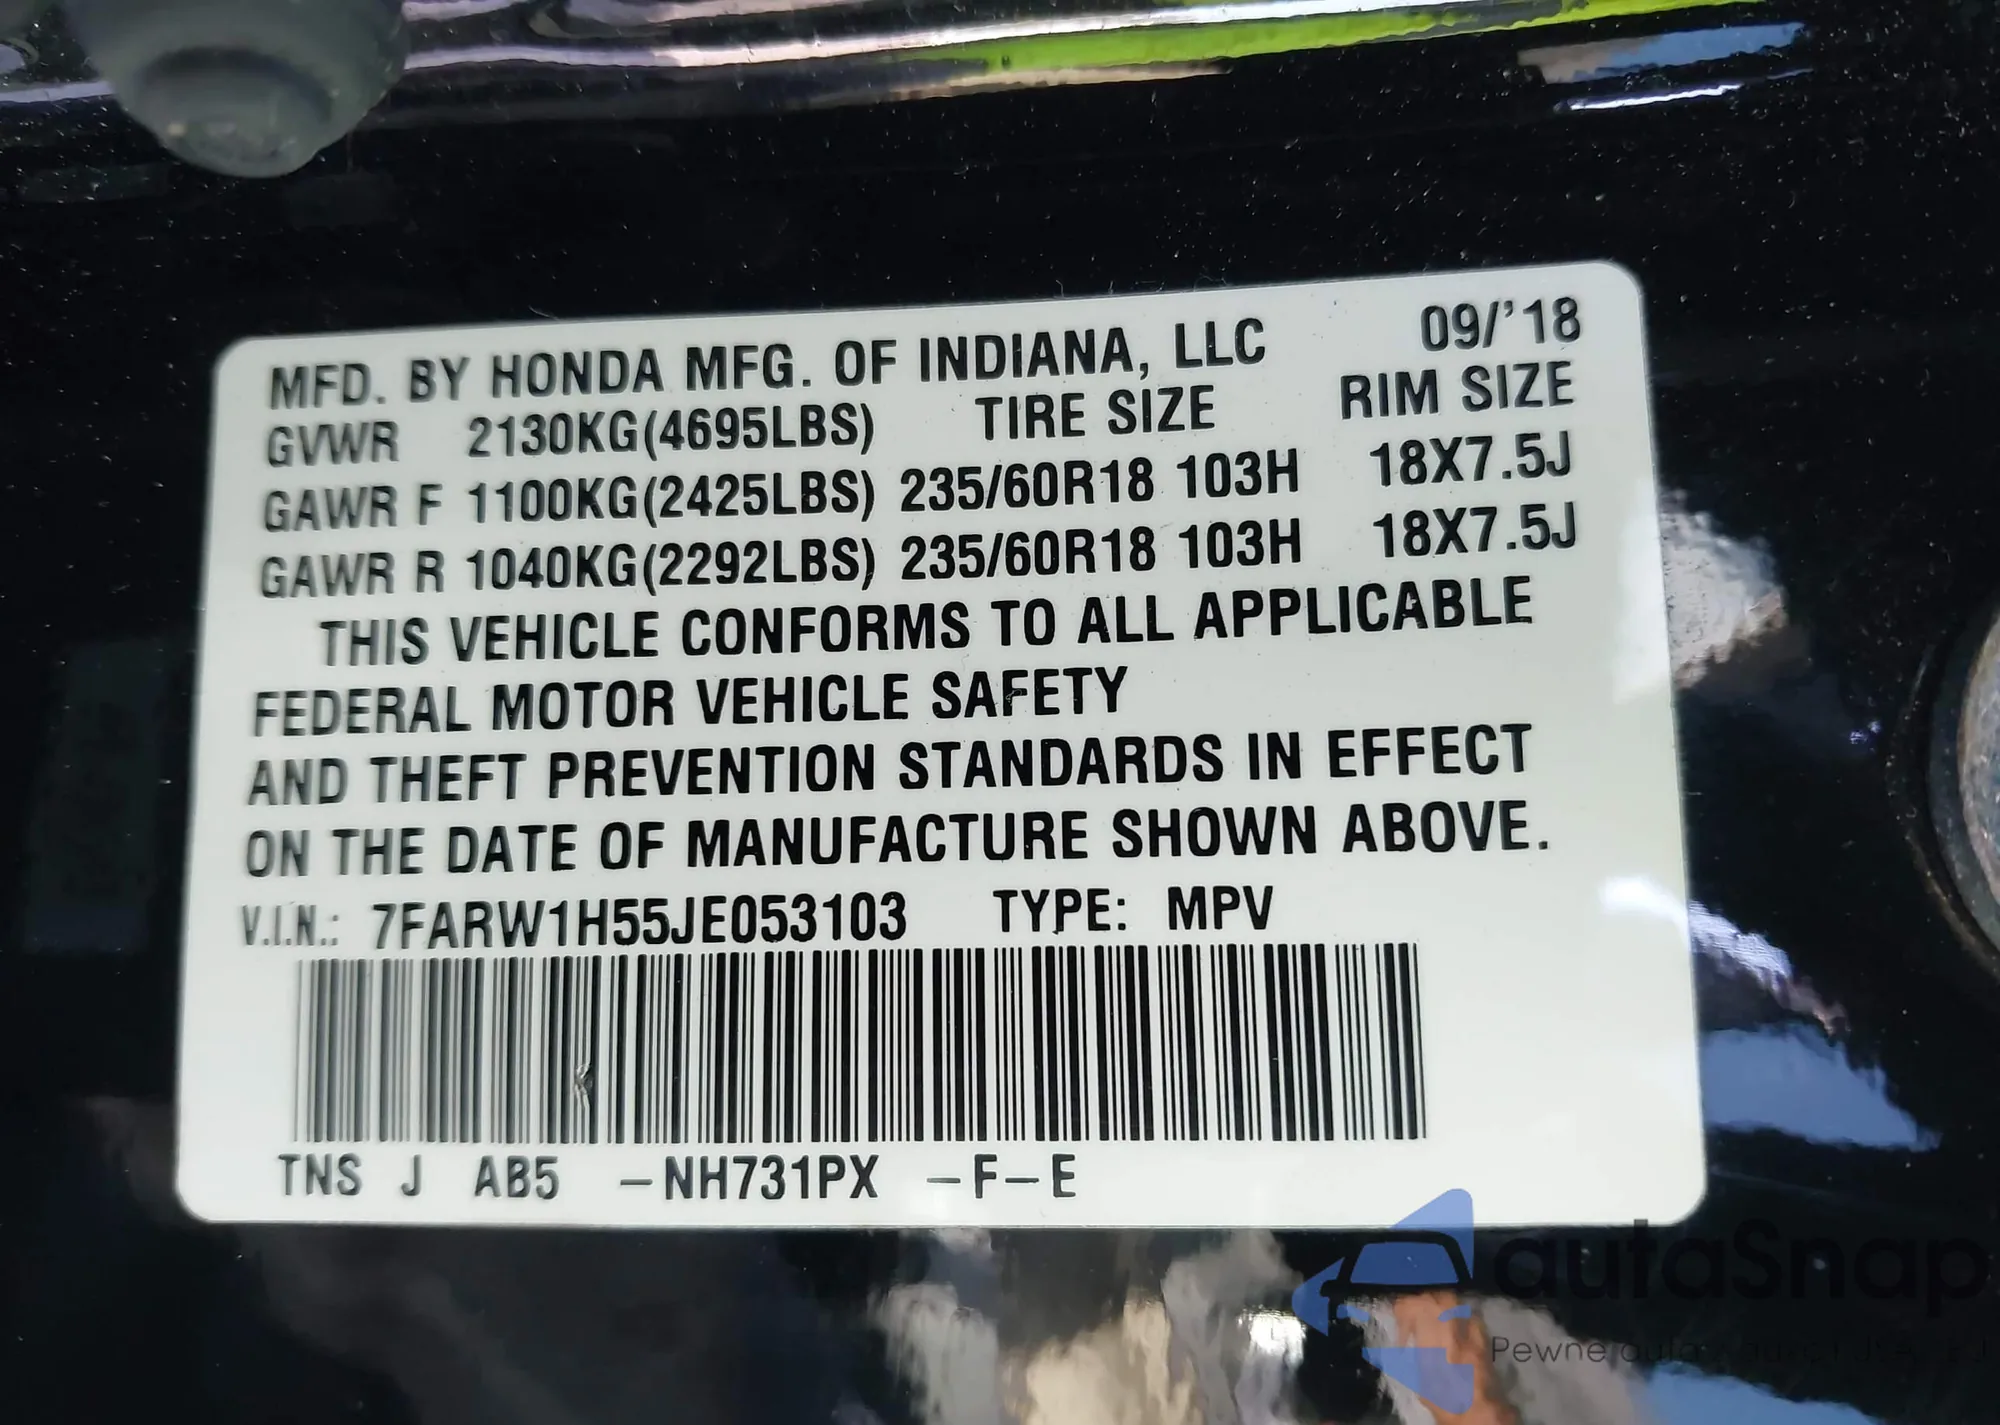 MFD. BY HONDA MFG. OF INDIANA, LLC 09/'18
GVWR 2130KG(4695LBS) TIRE SIZE RIM SIZE
GAWR F 1100KG(2425LBS) 235/60R18 103H 18X7.5J
GAWR R 1040KG(2292LBS) 235/60R18 103H 18X7.5J
THIS VEHICLE CONFORMS TO ALL APPLICABLE
FEDERAL MOTOR VEHICLE SAFETY
AND THEFT PREVENTION STANDARDS IN EFFECT
ON THE DATE OF MANUFACTURE SHOWN ABOVE.
V.I.N.: 7FARW1H55JE053103 TYPE: MPV
TNS J AB5 –NH731PX –F–E
autaSnap
Pewne auta